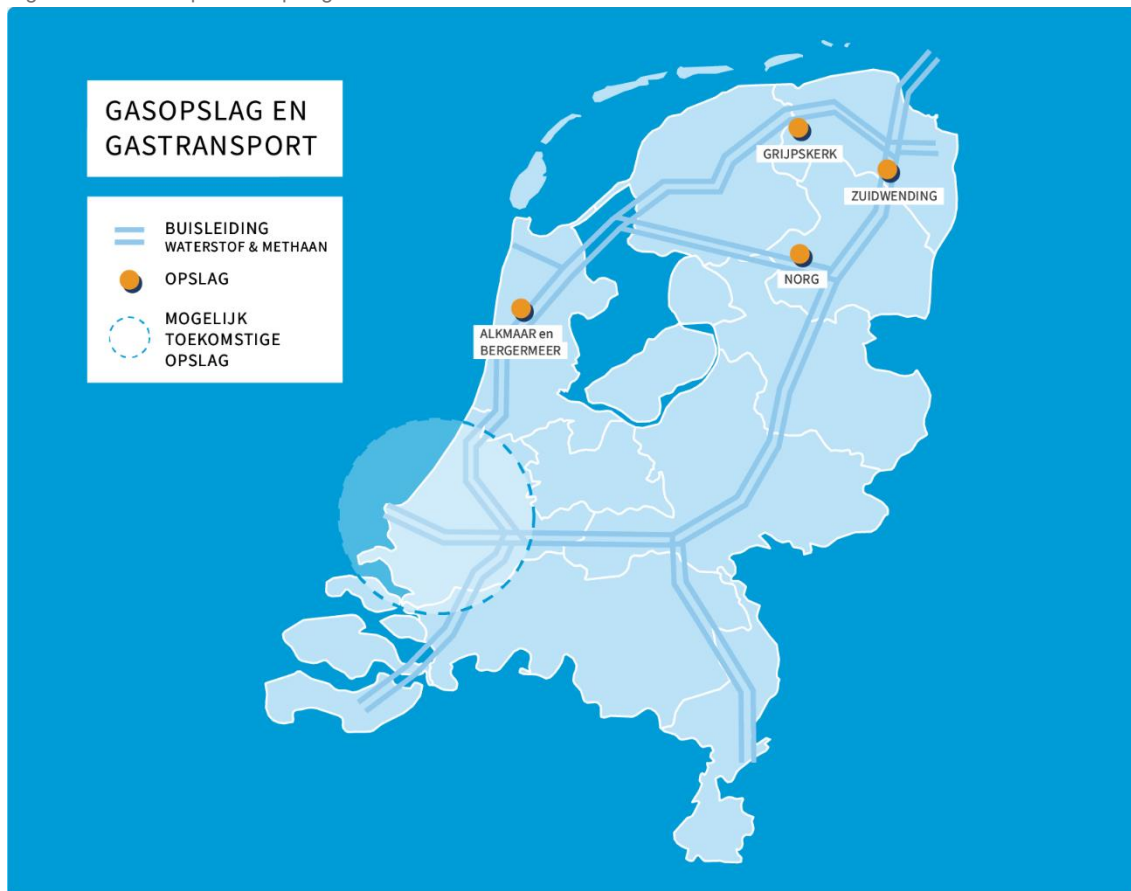 GASOPSLAG EN
GASTRANSPORT
BUISLEIDING
WATERSTOF & METHAAN
OPSLAG
MOGELIJK
TOEKOMSTIGE
OPSLAG
GRIJPSKERK
ZUIDWENDING
NORG
ALKMAAR en
BERGERMEER